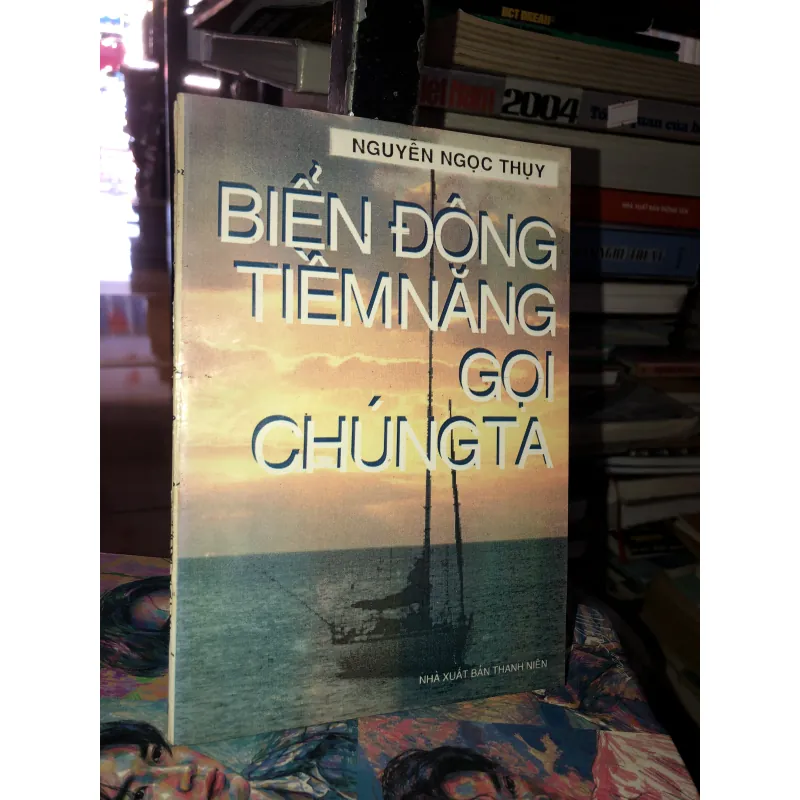 NGUYỄN NGỌC THỤY
BIỂN ĐÔNG
TIỀM NĂNG
GỌI
CHÚNG TA
NHÀ XUẤT BẢN THANH NIÊN
2004